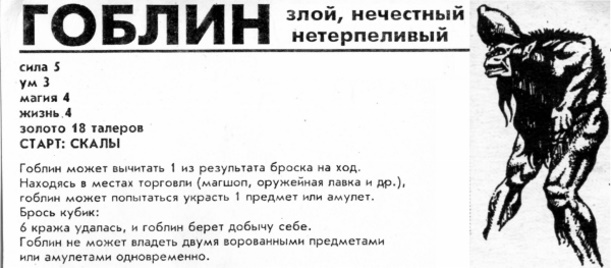 ГОБЛИН
злой, нечестный
нетерпеливый
сила 5
ум 3
магия 4
жизнь 4
золото 18 талеров
СТАРТ: СКАЛЫ
Гоблин может вычитать 1 из результата броска на ход.
Находясь в местах торговли (магшоп, оружейная лавка и др.),
гоблин может попытаться украсть 1 предмет или амулет.
Брось кубик:
6 кража удалась, и гоблин берет добычу себе.
Гоблин не может владеть двумя ворованными предметами
или амулетами одновременно.